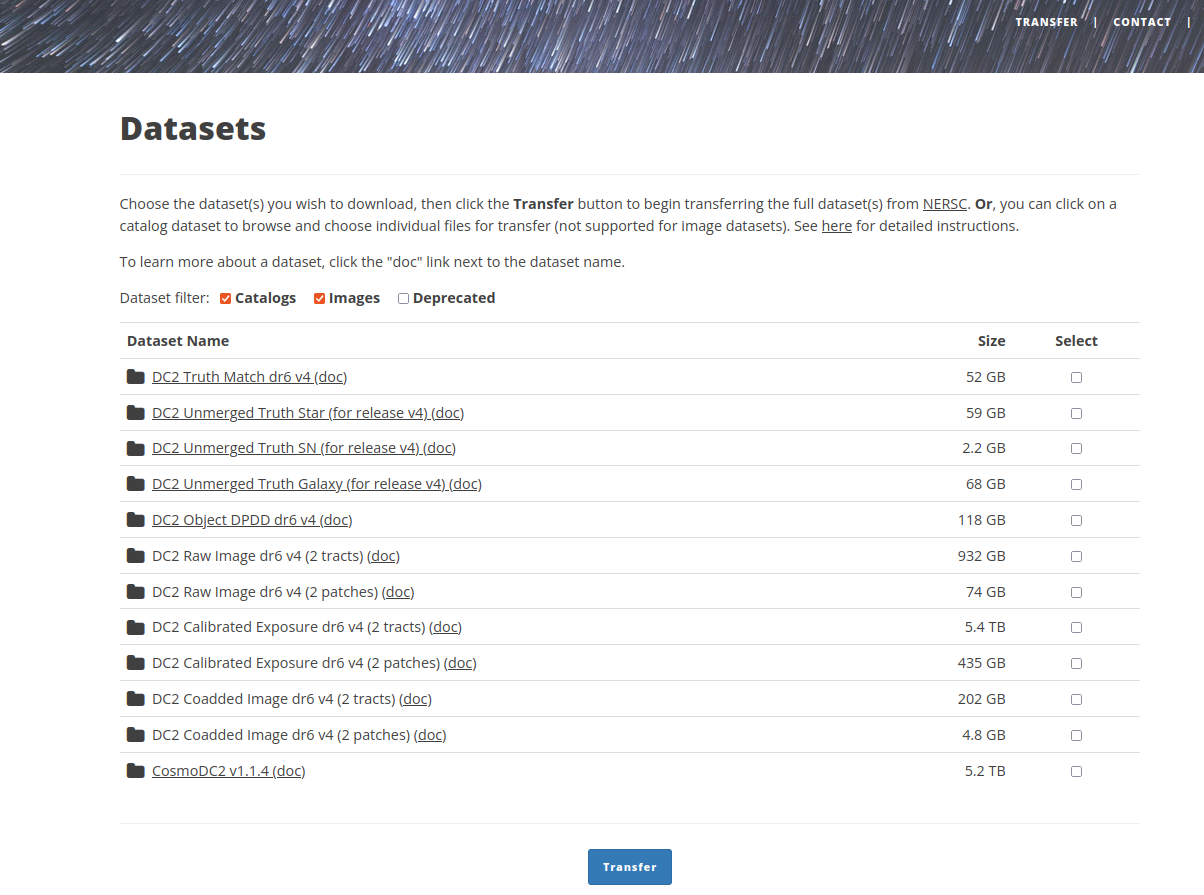 TRANSFER | CONTACT |
Datasets
Choose the dataset(s) you wish to download, then click the Transfer button to begin transferring the full dataset(s) from NERSC. Or, you can click on a
catalog dataset to browse and choose individual files for transfer (not supported for image datasets). See here for detailed instructions.
To learn more about a dataset, click the "doc" link next to the dataset name.
Dataset filter: Catalogs Images Deprecated
Dataset Name Size Select
DC2 Truth Match dr6 v4 (doc) 52 GB
DC2 Unmerged Truth Star (for release v4) (doc) 59 GB
DC2 Unmerged Truth SN (for release v4) (doc) 2.2 GB
DC2 Unmerged Truth Galaxy (for release v4) (doc) 68 GB
DC2 Object DPDD dr6 v4 (doc) 118 GB
DC2 Raw Image dr6 v4 (2 tracts) (doc) 932 GB
DC2 Raw Image dr6 v4 (2 patches) (doc) 74 GB
DC2 Calibrated Exposure dr6 v4 (2 tracts) (doc) 5.4 TB
DC2 Calibrated Exposure dr6 v4 (2 patches) (doc) 435 GB
DC2 Coadded Image dr6 v4 (2 tracts) (doc) 202 GB
DC2 Coadded Image dr6 v4 (2 patches) (doc) 4.8 GB
CosmoDC2 v1.1.4 (doc) 5.2 TB
Transfer